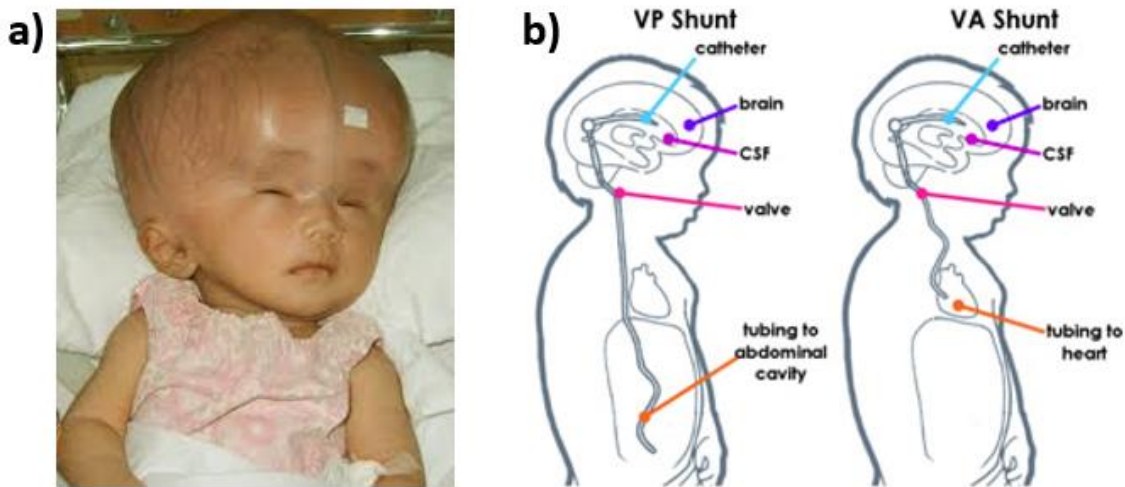 a)
b)
VP Shunt
catheter
brain
CSF
valve
tubing to
abdominal
cavity
VA Shunt
catheter
brain
CSF
valve
tubing to
heart